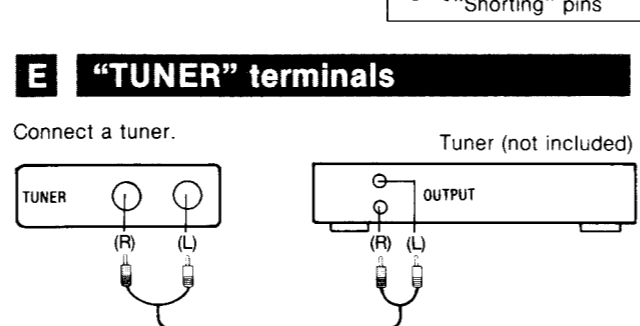 "Shorting" pins
E "TUNER" terminals
Connect a tuner.
Tuner (not included)
TUNER
OUTPUT
(R) (L)
(R) (L)